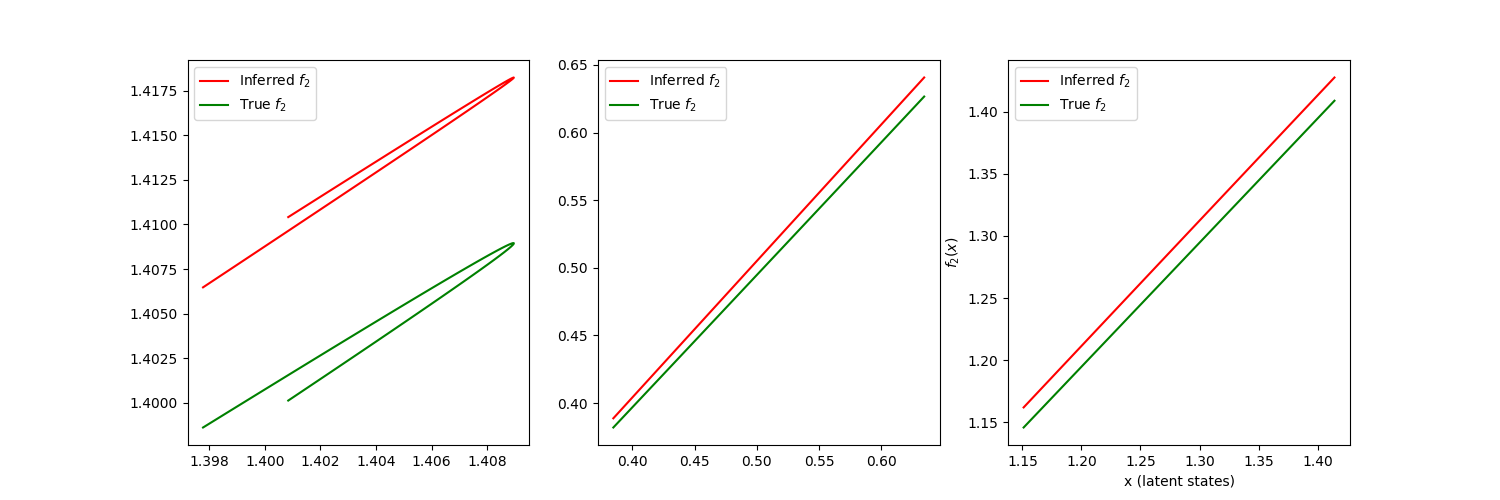 Inferred f₂
True f₂
1.4175
1.4150
1.4125
1.4100
1.4075
1.4050
1.4025
1.4000
1.398 1.400 1.402 1.404 1.406 1.408
Inferred f₂
True f₂
0.65
0.60
0.55
0.50
0.45
0.40
0.40 0.45 0.50 0.55 0.60
Inferred f₂
True f₂
f₂(x)
1.40
1.35
1.30
1.25
1.20
1.15
1.15 1.20 1.25 1.30 1.35 1.40
x (latent states)